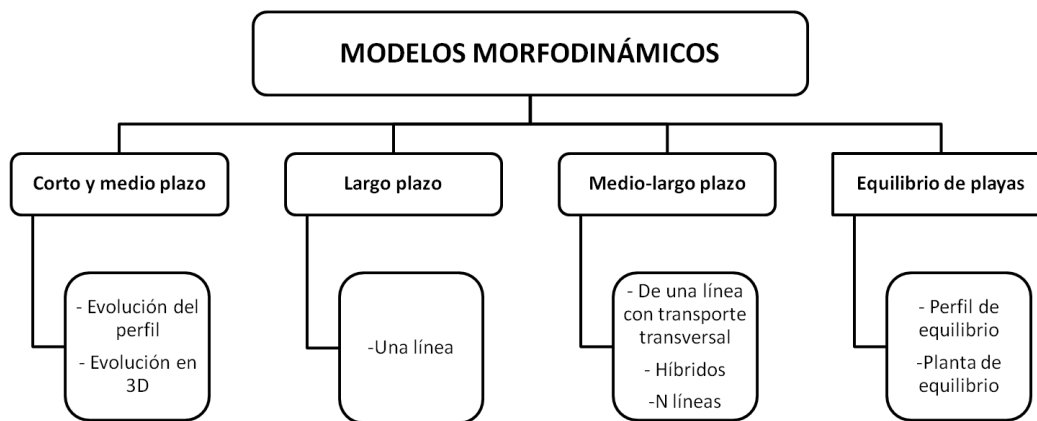 MODELOS MORFODINÁMICOS
Corto y medio plazo
Largo plazo
Medio-largo plazo
Equilibrio de playas
- Evolución del
perfil
- Evolución en
3D
-Una línea
- De una línea
con transporte
transversal
- Híbridos
-N líneas
- Perfil de
equilibrio
-Planta de
equilibrio